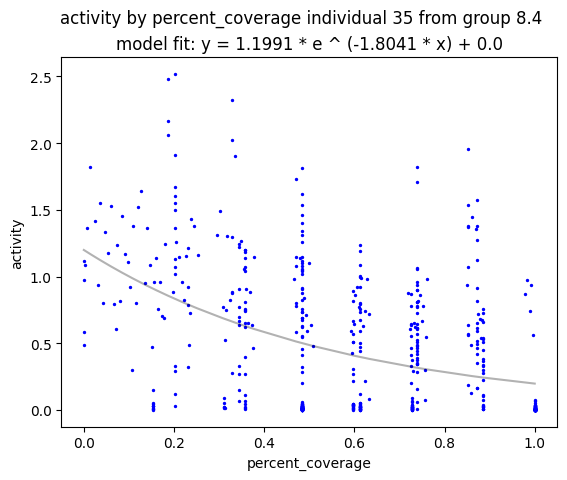 activity by percent_coverage individual 35 from group 8.4
model fit: y = 1.1991 * e ^ (-1.8041 * x) + 0.0
2.5
2.0
1.5
1.0
0.5
0.0
activity
0.0 0.2 0.4 0.6 0.8 1.0
percent_coverage